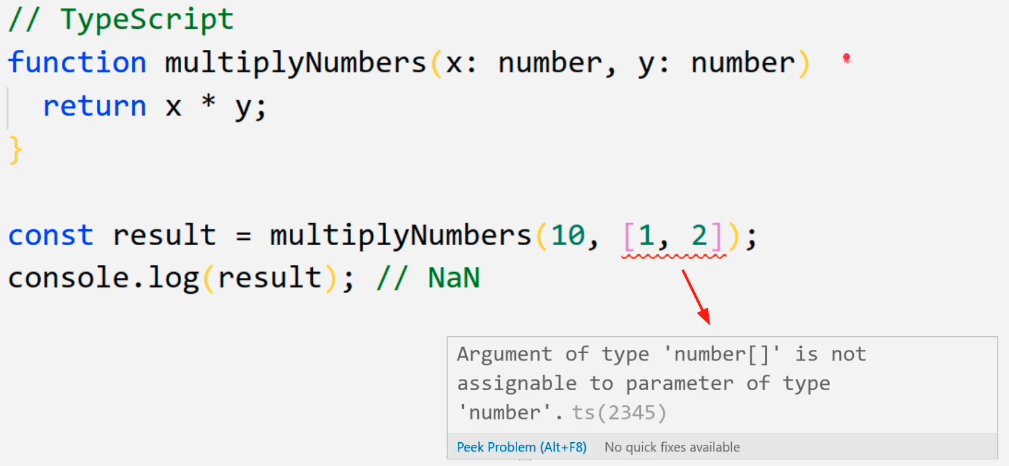 // TypeScript
function multiplyNumbers(x: number, y: number)
return x * y;
}
const result = multiplyNumbers(10, [1, 2]);
console.log(result); // NaN
Argument of type 'number[]' is not
assignable to parameter of type
'number'. ts(2345)
Peek Problem (Alt+F8) No quick fixes available